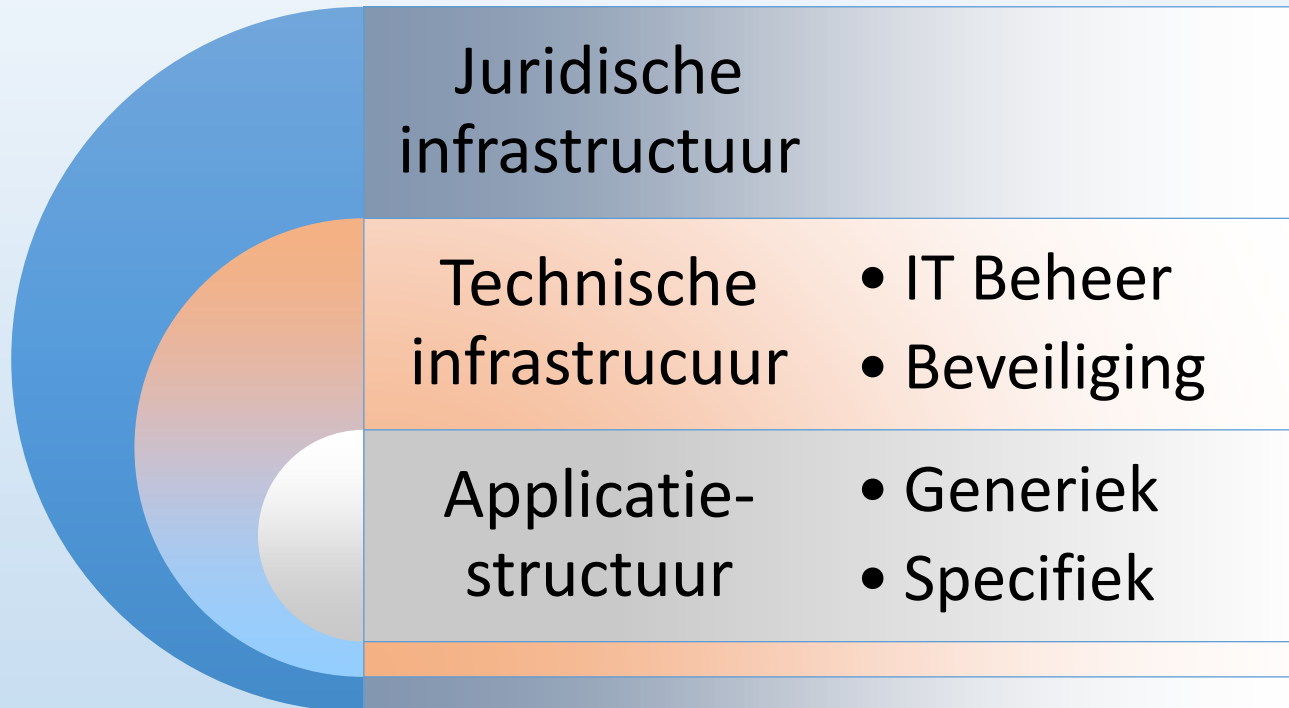 Juridische
infrastructuur
Technische
infrastrucuur
• IT Beheer
• Beveiliging
Applicatie-
structuur
• Generiek
• Specifiek